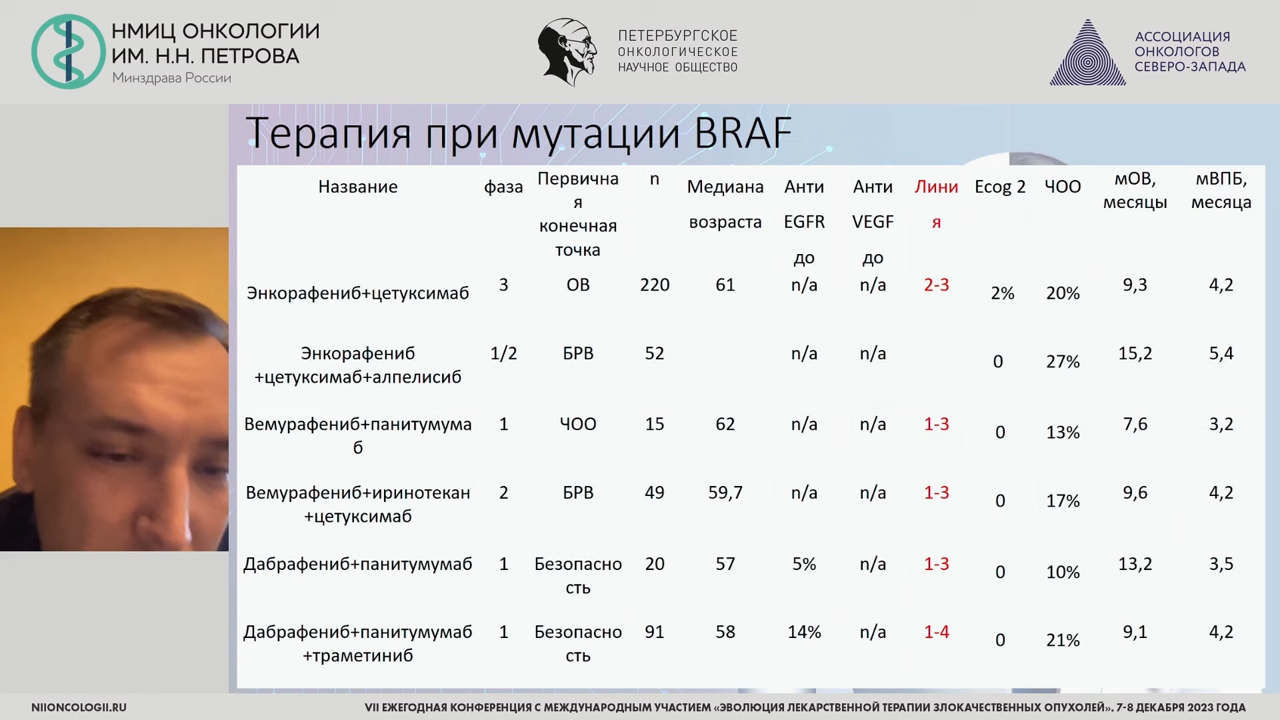 НМИЦ ОНКОЛОГИИ
ИМ. Н.Н. ПЕТРОВА
Минздрава России
ПЕТЕРБУРГСКОЕ
ОНКОЛОГИЧЕСКОЕ
НАУЧНОЕ ОБЩЕСТВО
АССОЦИАЦИЯ
ОНКОЛОГОВ
СЕВЕРО-ЗАПАДА
Терапия при мутации BRAF
Название фаза Первична
я
конечная
точка n Медиана
возраста Анти
EGFR
до Анти
VEGF
до Лини
я Ecog 2 ЧОО мОВ,
месяцы мВПБ,
месяца
Энкорафениб+цетуксимаб 3 ОВ 220 61 n/a n/a 2-3 2% 20% 9,3 4,2
Энкорафениб
+цетуксимаб+алпелисиб 1/2 БРВ 52 n/a n/a 0 27% 15,2 5,4
Вемурафениб+панитумума
б 1 ЧОО 15 62 n/a n/a 1-3 0 13% 7,6 3,2
Вемурафениб+иринотекан
+цетуксимаб 2 БРВ 49 59,7 n/a n/a 1-3 0 17% 9,6 4,2
Дабрафениб+панитумумаб 1 Безопасно
сть 20 57 5% n/a 1-3 0 10% 13,2 3,5
Дабрафениб+панитумумаб
+траметиниб 1 Безопасно
сть 91 58 14% n/a 1-4 0 21% 9,1 4,2
NIIONCOLOGII.RU
VII ЕЖЕГОДНАЯ КОНФЕРЕНЦИЯ С МЕЖДУНАРОДНЫМ УЧАСТИЕМ «ЭВОЛЮЦИЯ ЛЕКАРСТВЕННОЙ ТЕРАПИИ ЗЛОКАЧЕСТВЕННЫХ ОПУХОЛЕЙ». 7-8 ДЕКАБРЯ 2023 ГОДА